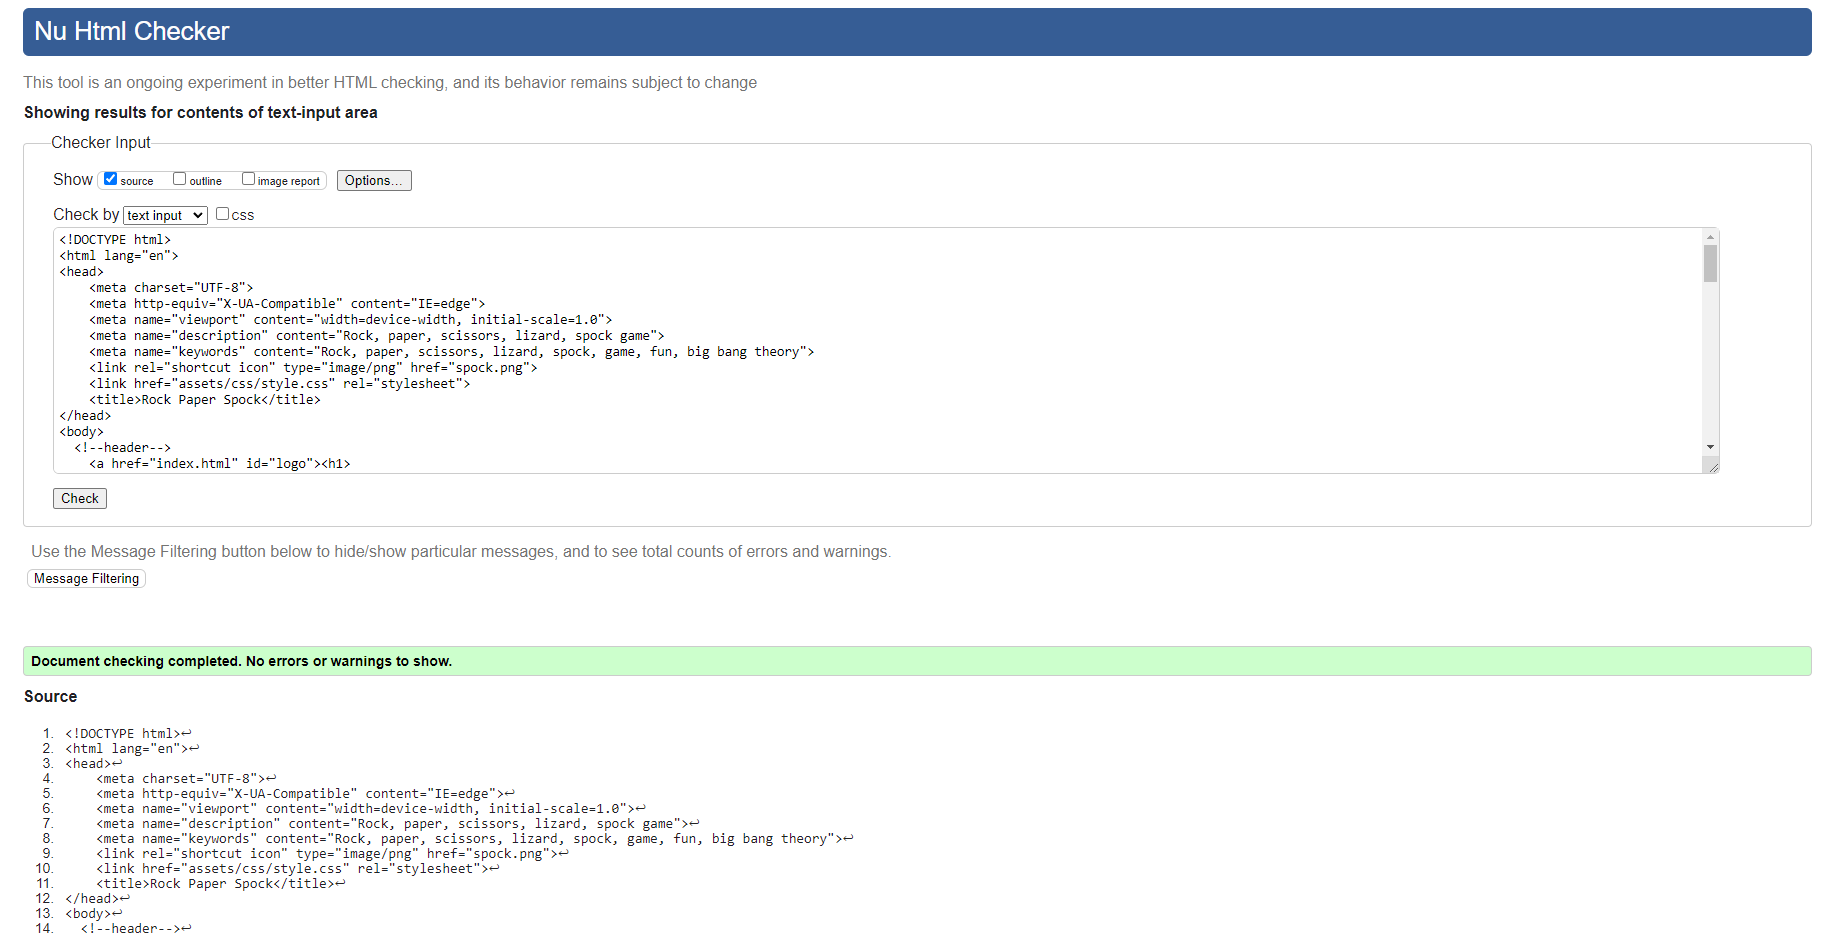 Nu Html Checker
This tool is an ongoing experiment in better HTML checking, and its behavior remains subject to change
Showing results for contents of text-input area
Checker Input
Show source outline image report Options...
Check by text input css
<!DOCTYPE html>
<html lang="en">
<head>
    <meta charset="UTF-8">
    <meta http-equiv="X-UA-Compatible" content="IE=edge">
    <meta name="viewport" content="width=device-width, initial-scale=1.0">
    <meta name="description" content="Rock, paper, scissors, lizard, spock game">
    <meta name="keywords" content="Rock, paper, scissors, lizard, spock, game, fun, big bang theory">
    <link rel="shortcut icon" type="image/png" href="spock.png">
    <link href="assets/css/style.css" rel="stylesheet">
    <title>Rock Paper Spock</title>
</head>
<body>
  <!--header-->
    <a href="index.html" id="logo"><h1>
Check
Use the Message Filtering button below to hide/show particular messages, and to see total counts of errors and warnings.
Message Filtering
Document checking completed. No errors or warnings to show.
Source
1. <!DOCTYPE html>↩
2. <html lang="en">↩
3. <head>↩
4.     <meta charset="UTF-8">↩
5.     <meta http-equiv="X-UA-Compatible" content="IE=edge">↩
6.     <meta name="viewport" content="width=device-width, initial-scale=1.0">↩
7.     <meta name="description" content="Rock, paper, scissors, lizard, spock game">↩
8.     <meta name="keywords" content="Rock, paper, scissors, lizard, spock, game, fun, big bang theory">↩
9.     <link rel="shortcut icon" type="image/png" href="spock.png">↩
10.     <link href="assets/css/style.css" rel="stylesheet">↩
11.     <title>Rock Paper Spock</title>↩
12. </head>↩
13. <body>↩
14.   <!--header-->↩